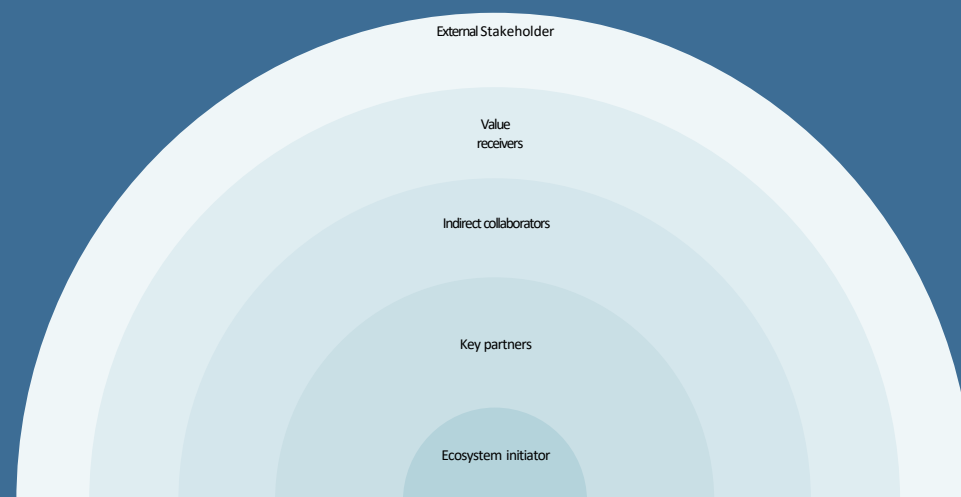 External Stakeholder
Value
receivers
Indirect collaborators
Key partners
Ecosystem initiator